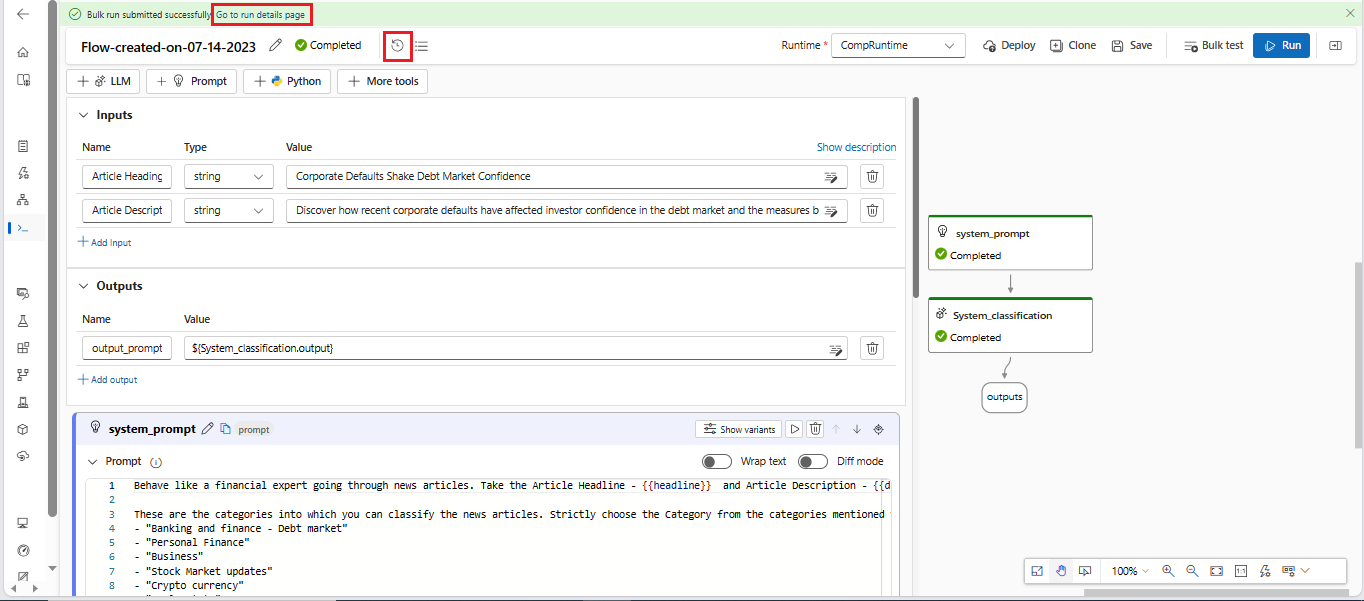 Bulk run submitted successfully Go to run details page
Flow-created-on-07-14-2023 Completed Runtime * CompRuntime Deploy Clone Save Bulk test Run
+ LLM + Prompt + Python + More tools
Inputs
Name Type Value Show description
Article Heading string Corporate Defaults Shake Debt Market Confidence
Article Descript string Discover how recent corporate defaults have affected investor confidence in the debt market and the measures b
+ Add Input
Outputs
Name Value
output_prompt ${System_classification.output}
+ Add output
system_prompt prompt Show variants
Prompt Wrap text Diff mode
1 Behave like a financial expert going through news articles. Take the Article Headline - {{headline}} and Article Description - {{d
2
3 These are the categories into which you can classify the news articles. Strictly choose the Category from the categories mentioned
4 - "Banking and finance - Debt market"
5 - "Personal Finance"
6 - "Business"
7 - "Stock Market updates"
8 - "Crypto currency"
system_prompt
Completed
System_classification
Completed
outputs
100% 1:1